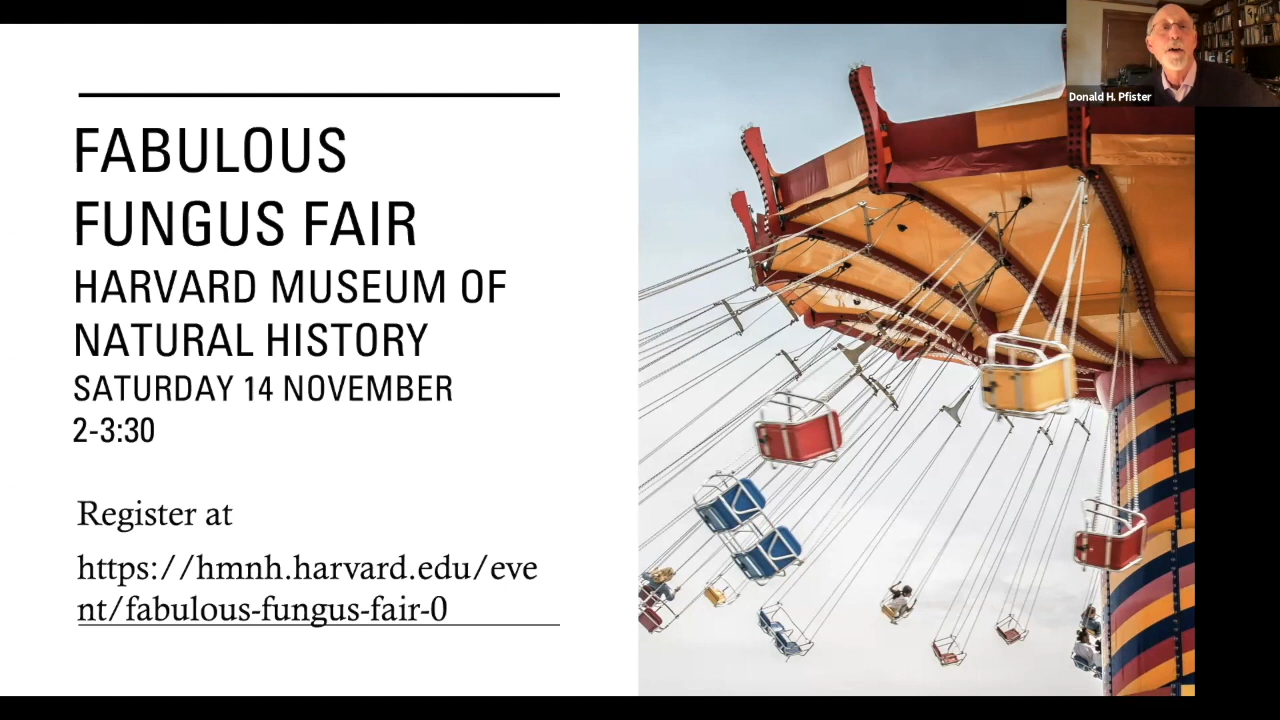 FABULOUS
FUNGUS FAIR
HARVARD MUSEUM OF
NATURAL HISTORY
SATURDAY 14 NOVEMBER
2-3:30
Register at
https://hmnh.harvard.edu/eve
nt/fabulous-fungus-fair-0
Donald H. Pfister